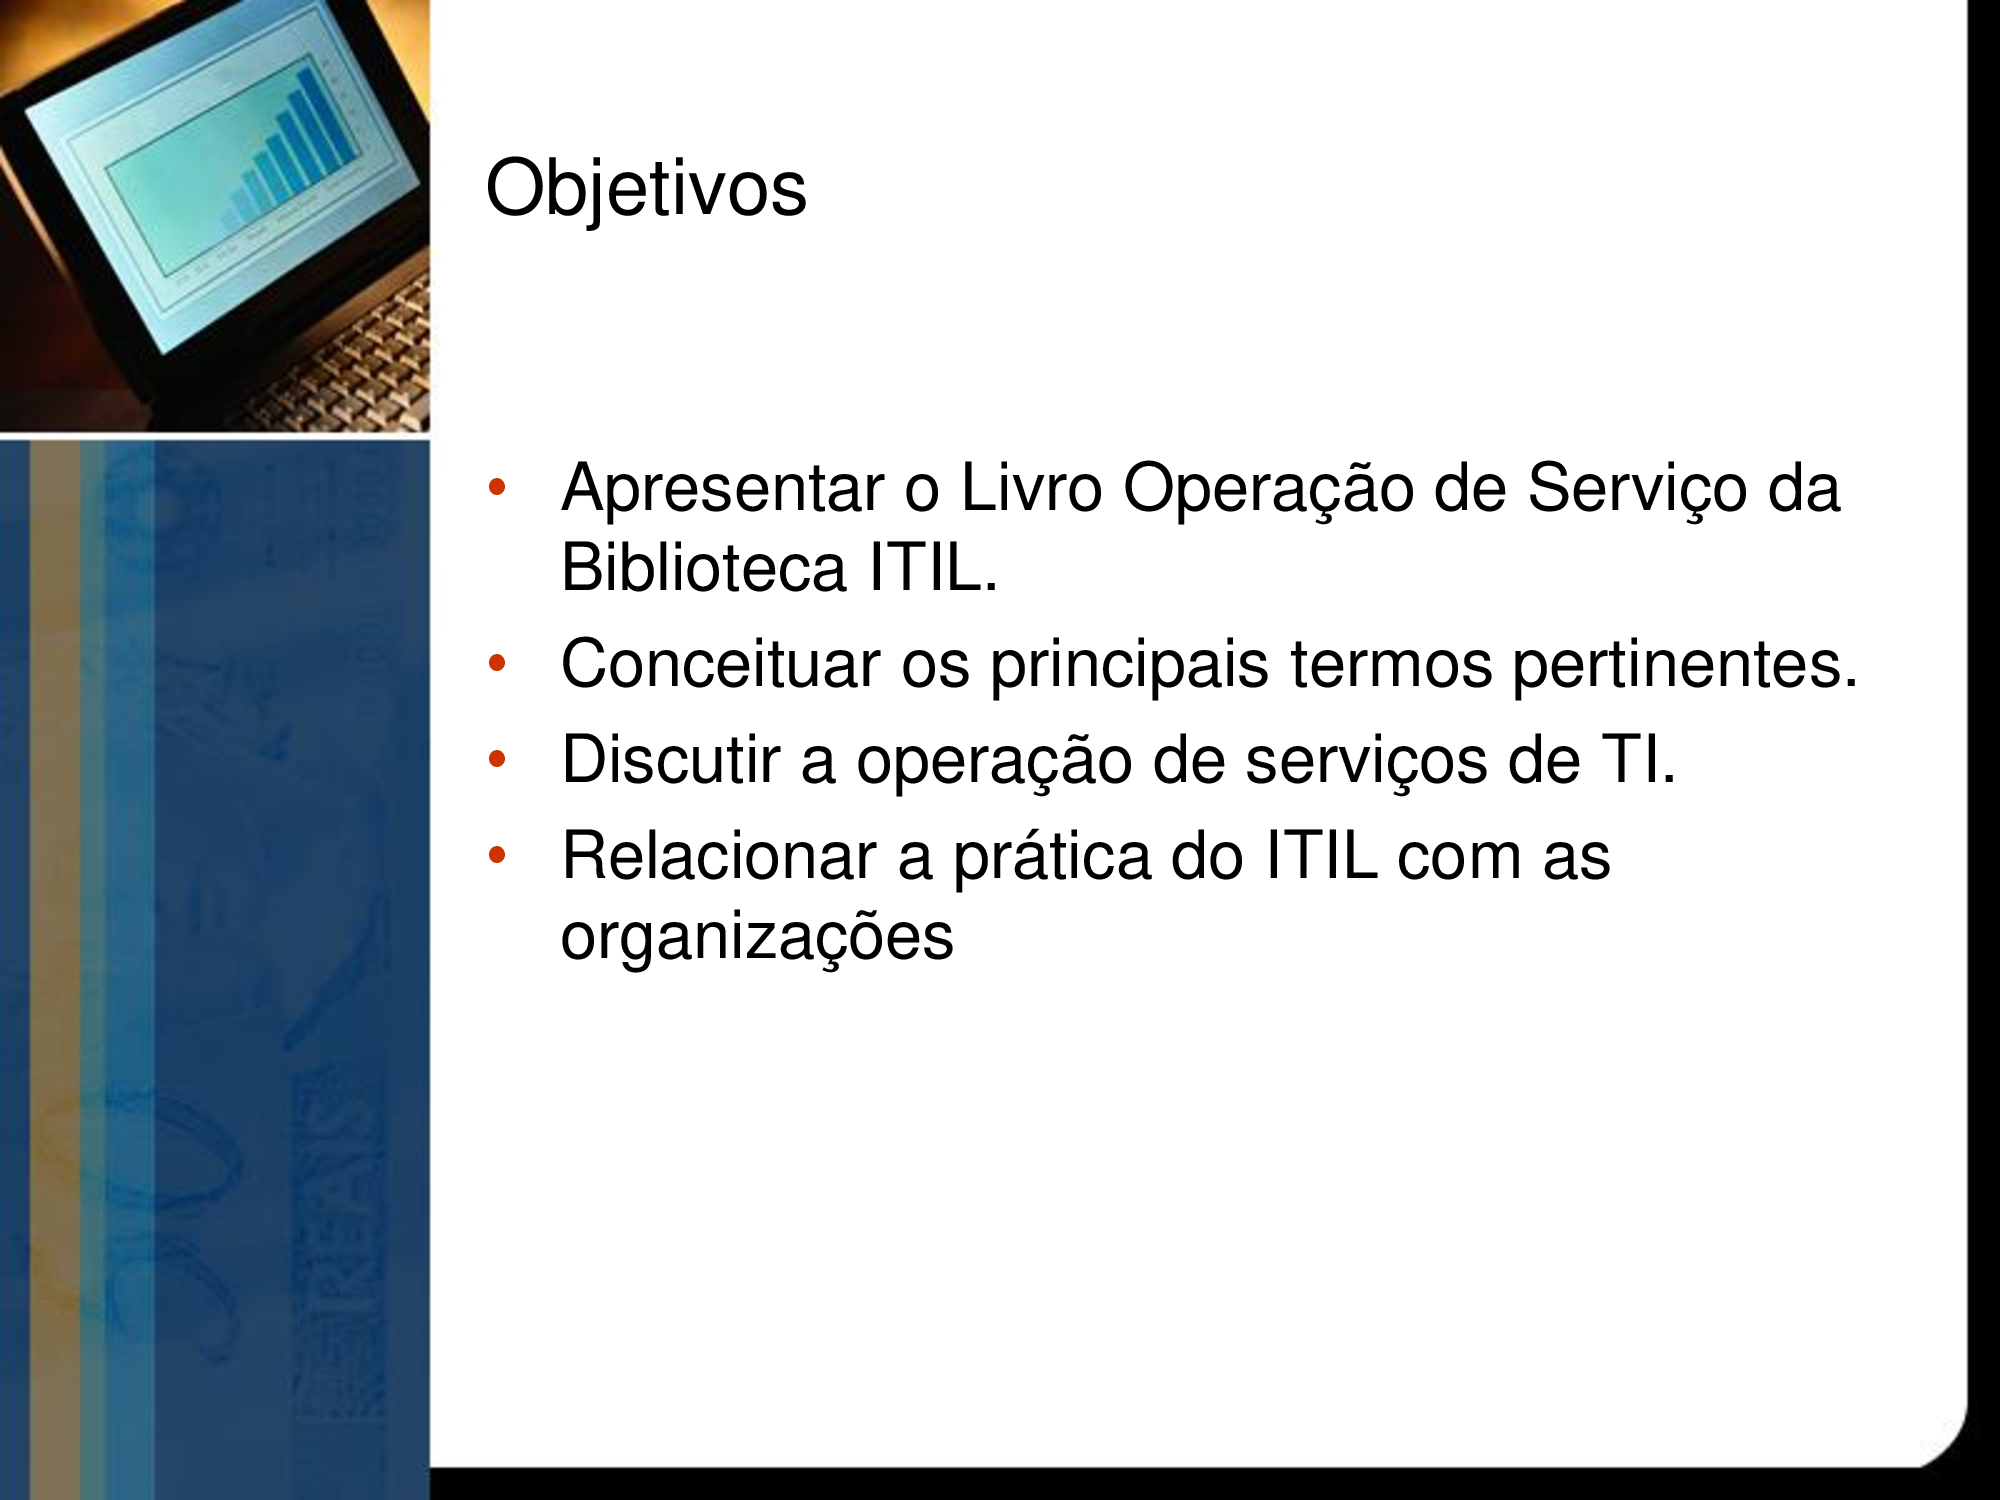 Objetivos
• Apresentar o Livro Operação de Serviço da
Biblioteca ITIL.
• Conceituar os principais termos pertinentes.
• Discutir a operação de serviços de TI.
• Relacionar a prática do ITIL com as
organizações
REAIS